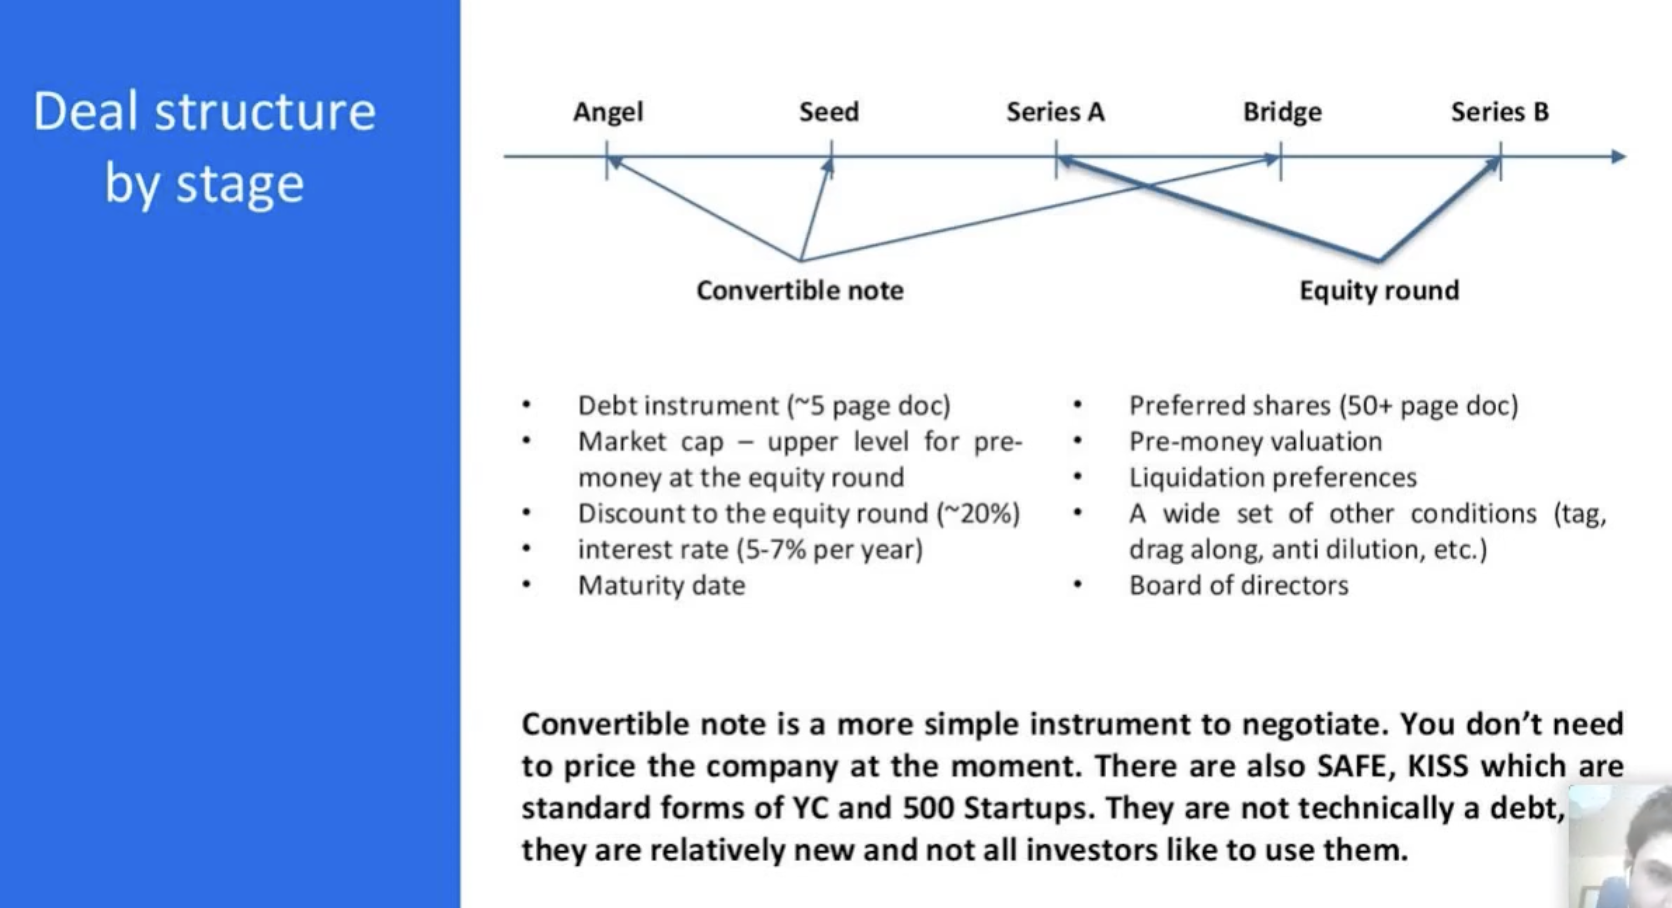 Deal structure
by stage
Angel
Seed
Series A
Bridge
Series B
Convertible note
Equity round
• Debt instrument (~5 page doc)
• Market cap – upper level for pre-
money at the equity round
• Discount to the equity round (~20%)
• interest rate (5-7% per year)
• Maturity date
• Preferred shares (50+ page doc)
• Pre-money valuation
• Liquidation preferences
• A wide set of other conditions (tag,
drag along, anti dilution, etc.)
• Board of directors
Convertible note is a more simple instrument to negotiate. You don’t need
to price the company at the moment. There are also SAFE, KISS which are
standard forms of YC and 500 Startups. They are not technically a debt,
they are relatively new and not all investors like to use them.